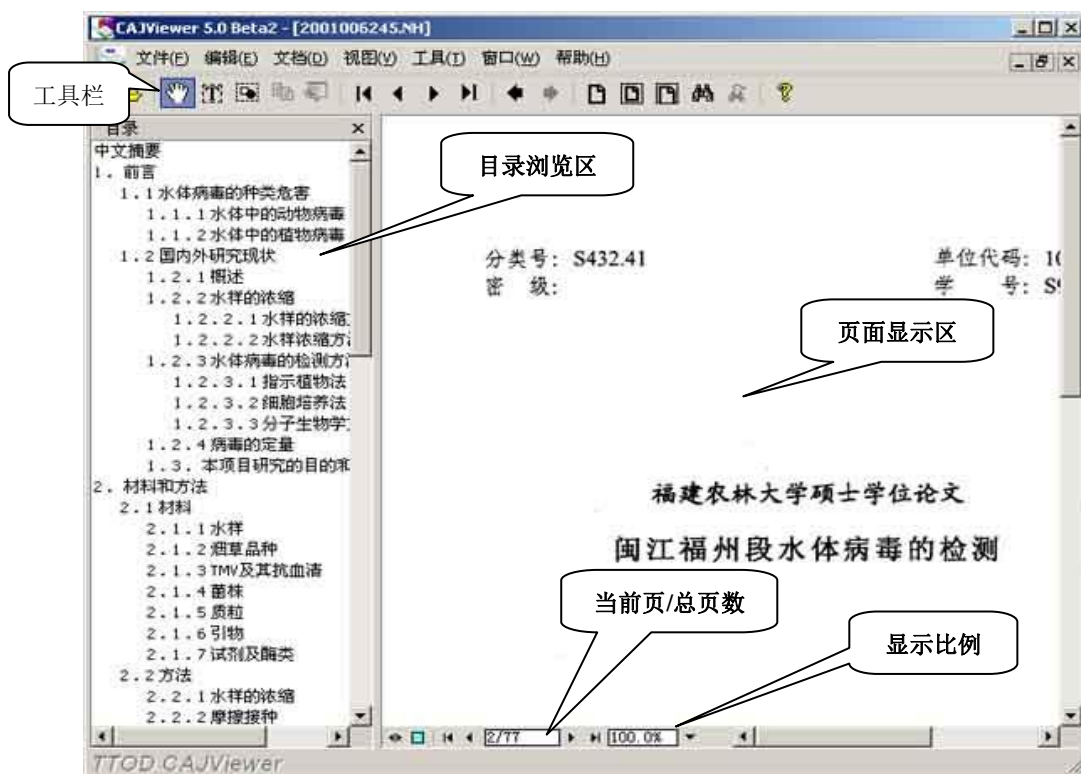 CAJViewer 5.0 Beta2 - [2001006245.NH]
文件(F) 编辑(E) 文档(D) 视图(V) 工具(T) 窗口(W) 帮助(H)
工具栏
目录
中文摘要
1. 前言
1.1水体病毒的种类危害
1.1.1水体中的动物病毒
1.1.2水体中的植物病毒
1.2国内外研究现状
1.2.1概述
1.2.2水样的浓缩
1.2.2.1水样的浓缩
1.2.2.2水样浓缩方
1.2.3水体病毒的检测方
1.2.3.1指示植物法
1.2.3.2细胞培养法
1.2.3.3分子生物学
1.2.4病毒的定量
1.3. 本项目研究的目的和
2. 材料和方法
2.1材料
2.1.1水样
2.1.2烟草品种
2.1.3TMV及其抗血清
2.1.4菌株
2.1.5质粒
2.1.6引物
2.1.7试剂及酶类
2.2方法
2.2.1水样的浓缩
2.2.2摩擦接种
目录浏览区
分类号: S432.41 单位代码: 10
密 级: 学 号: S9
页面显示区
福建农林大学硕士学位论文
闽江福州段水体病毒的检测
当前页/总页数
显示比例
2/77 100.0%
TTOD CAJViewer